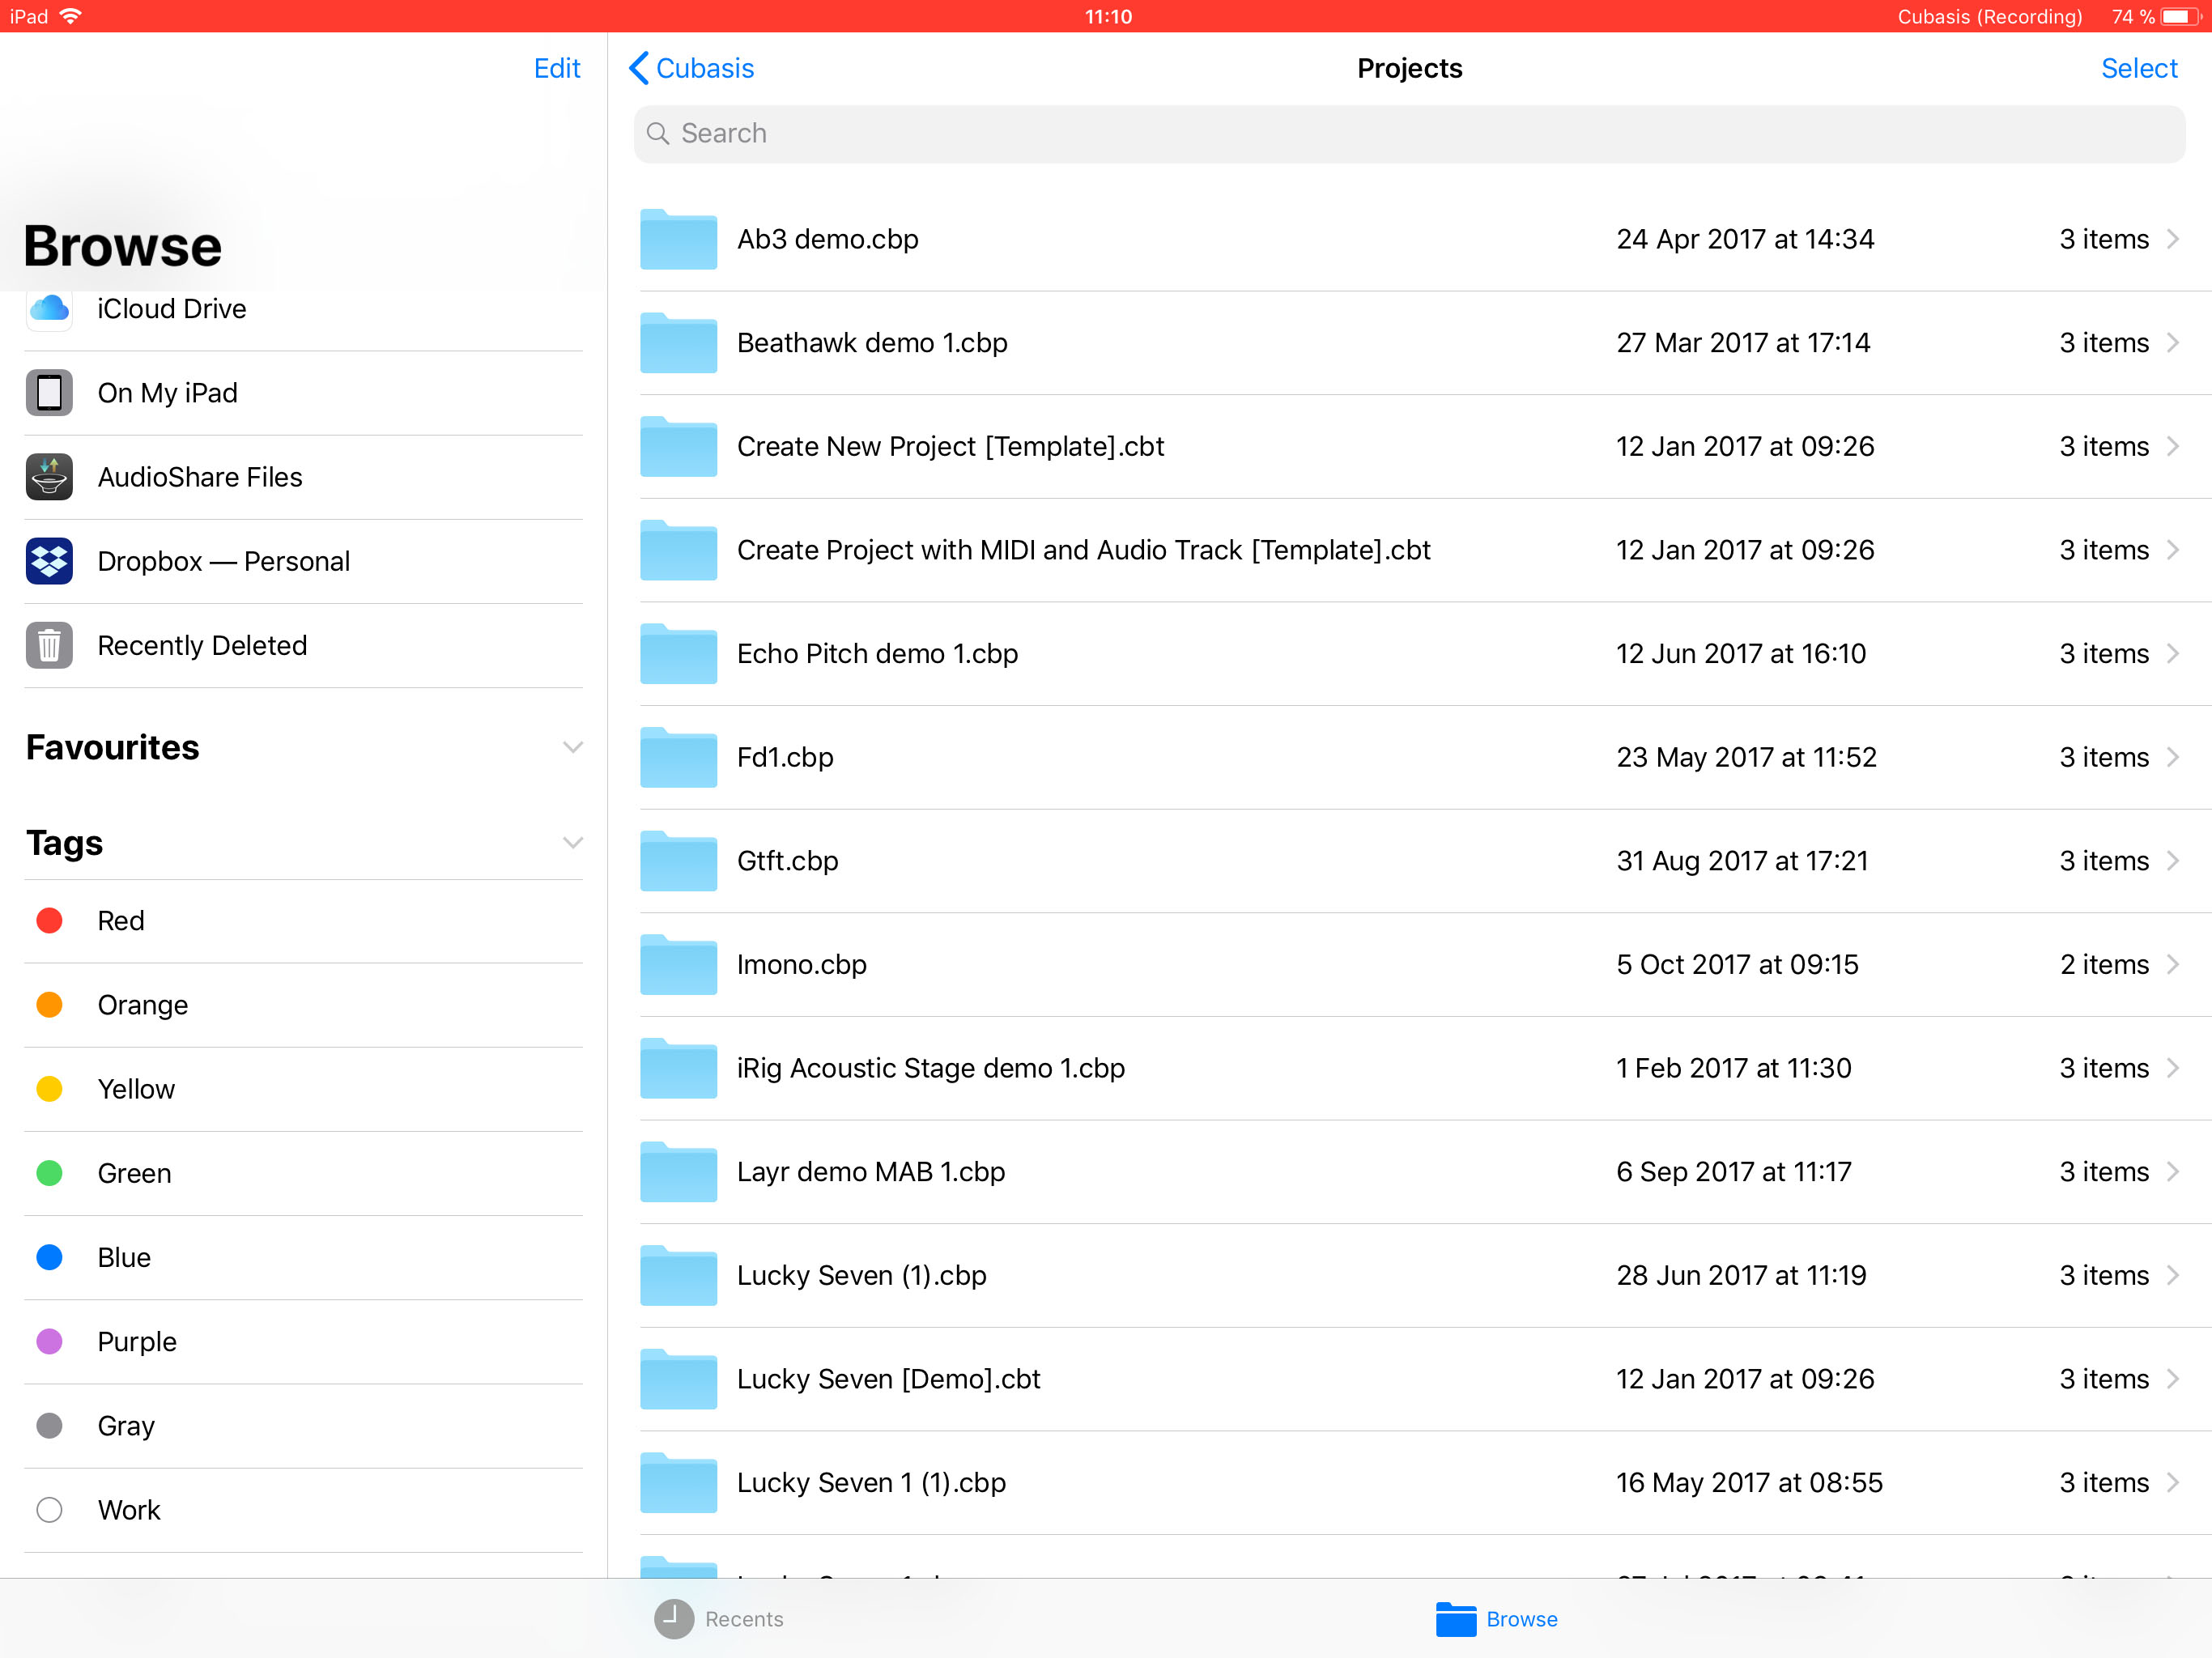 iPad 11:10 Cubasis (Recording) 74 %
Edit
Browse
iCloud Drive
On My iPad
AudioShare Files
Dropbox — Personal
Recently Deleted
Favourites
Tags
Red
Orange
Yellow
Green
Blue
Purple
Gray
Work
Cubasis Projects Select
Search
Ab3 demo.cbp 24 Apr 2017 at 14:34 3 items
Beathawk demo 1.cbp 27 Mar 2017 at 17:14 3 items
Create New Project [Template].cbt 12 Jan 2017 at 09:26 3 items
Create Project with MIDI and Audio Track [Template].cbt 12 Jan 2017 at 09:26 3 items
Echo Pitch demo 1.cbp 12 Jun 2017 at 16:10 3 items
Fd1.cbp 23 May 2017 at 11:52 3 items
Gtft.cbp 31 Aug 2017 at 17:21 3 items
Imono.cbp 5 Oct 2017 at 09:15 2 items
iRig Acoustic Stage demo 1.cbp 1 Feb 2017 at 11:30 3 items
Layr demo MAB 1.cbp 6 Sep 2017 at 11:17 3 items
Lucky Seven (1).cbp 28 Jun 2017 at 11:19 3 items
Lucky Seven [Demo].cbt 12 Jan 2017 at 09:26 3 items
Lucky Seven 1 (1).cbp 16 May 2017 at 08:55 3 items
Recents Browse